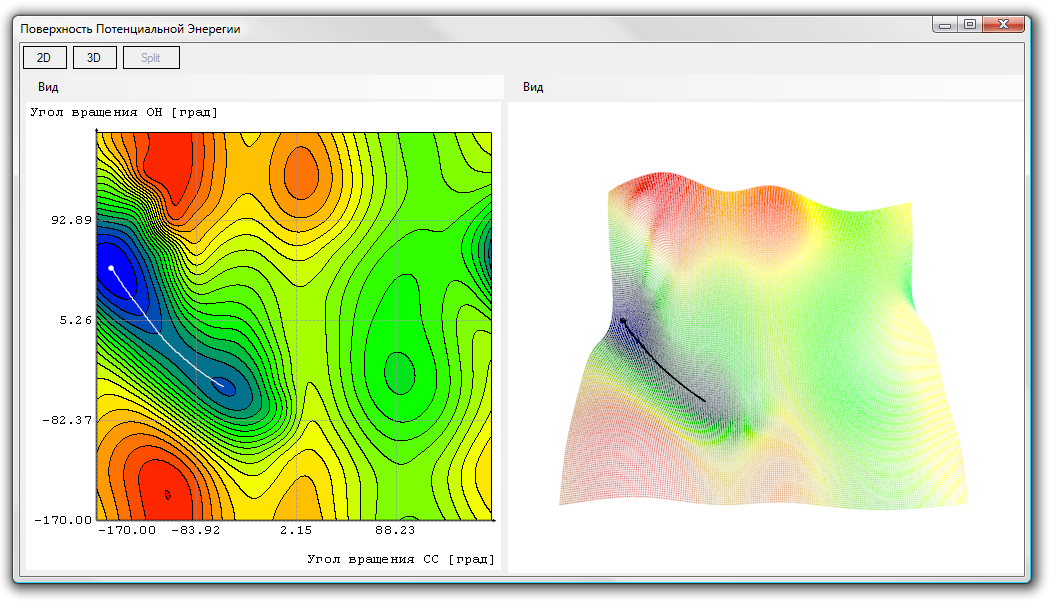 Поверхность Потенциальной Энергии
2D 3D Split
Вид Вид
Угол вращения OH [град]
92.89
5.26
-82.37
-170.00
-170.00 -83.92 2.15 88.23
Угол вращения CC [град]